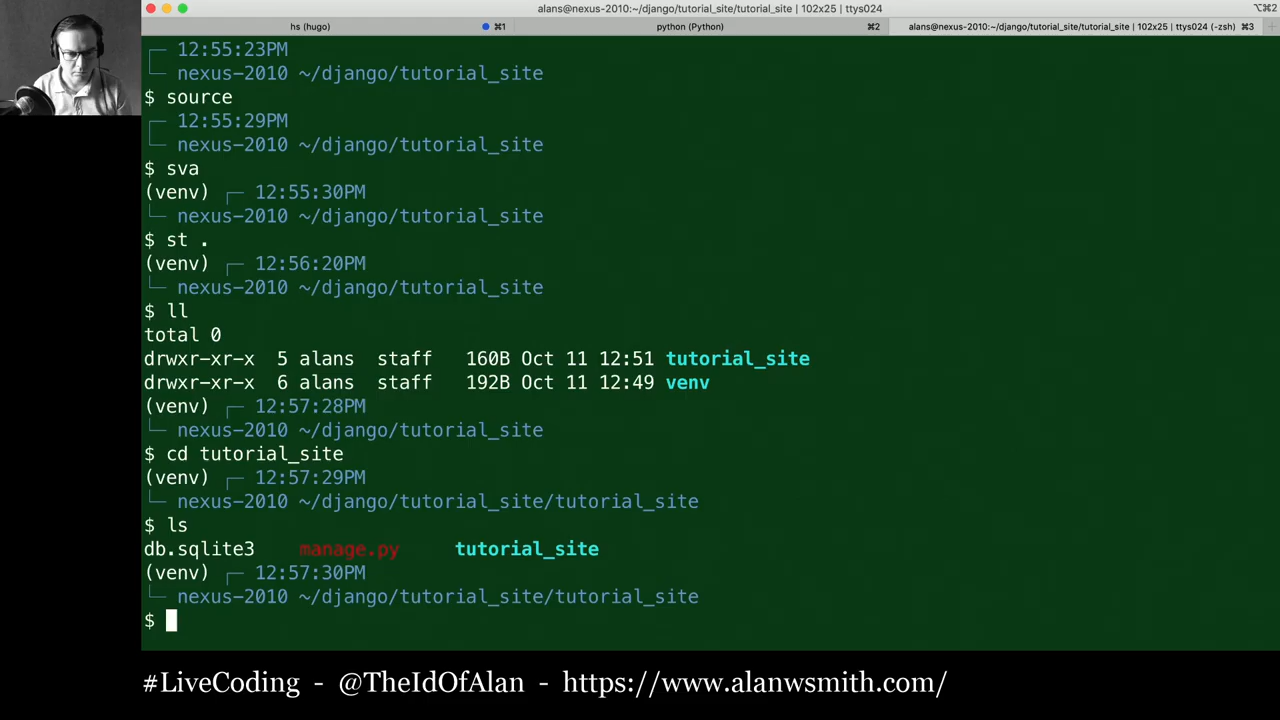 alans@nexus-2010:~/django/tutorial_site/tutorial_site | 102x25 | ttys024
⌥⌘2
hs (hugo) ⌘1
python (Python) ⌘2
alans@nexus-2010:~/django/tutorial_site/tutorial_site | 102x25 | ttys024 (-zsh) ⌘3
┌─ 12:55:23PM
└─ nexus-2010 ~/django/tutorial_site
$ source
┌─ 12:55:29PM
└─ nexus-2010 ~/django/tutorial_site
$ sva
(venv) ┌─ 12:55:30PM
└─ nexus-2010 ~/django/tutorial_site
$ st .
(venv) ┌─ 12:56:20PM
└─ nexus-2010 ~/django/tutorial_site
$ ll
total 0
drwxr-xr-x 5 alans staff 160B Oct 11 12:51 tutorial_site
drwxr-xr-x 6 alans staff 192B Oct 11 12:49 venv
(venv) ┌─ 12:57:28PM
└─ nexus-2010 ~/django/tutorial_site
$ cd tutorial_site
(venv) ┌─ 12:57:29PM
└─ nexus-2010 ~/django/tutorial_site/tutorial_site
$ ls
db.sqlite3 manage.py tutorial_site
(venv) ┌─ 12:57:30PM
└─ nexus-2010 ~/django/tutorial_site/tutorial_site
$
#LiveCoding - @TheIdOfAlan - https://www.alanwsmith.com/